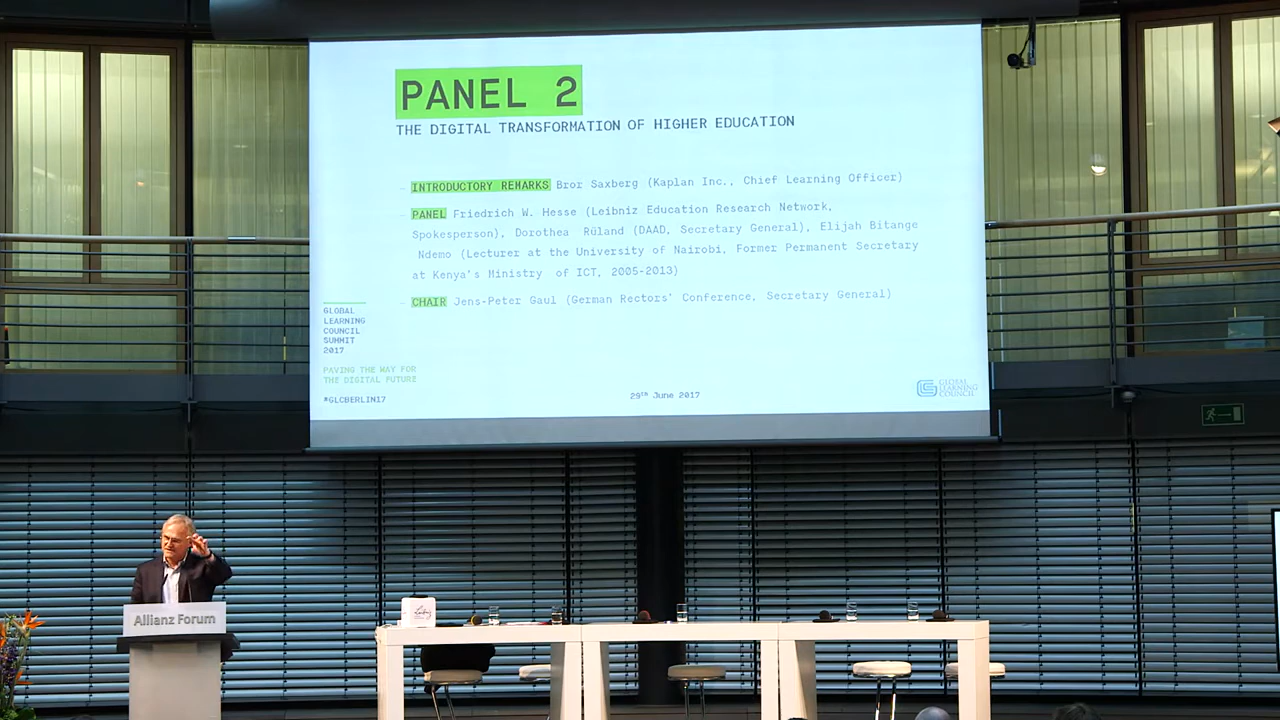 PANEL 2
THE DIGITAL TRANSFORMATION OF HIGHER EDUCATION
– INTRODUCTORY REMARKS Bror Saxberg (Kaplan Inc., Chief Learning Officer)
– PANEL Friedrich W. Hesse (Leibniz Education Research Network,
Spokesperson), Dorothea Rüland (DAAD, Secretary General), Elijah Bitange
Ndemo (Lecturer at the University of Nairobi, Former Permanent Secretary
at Kenya's Ministry of ICT, 2005-2013)
– CHAIR Jens-Peter Gaul (German Rectors' Conference, Secretary General)
GLOBAL
LEARNING
COUNCIL
SUMMIT
2017
PAVING THE WAY FOR
THE DIGITAL FUTURE
#GLCBERLIN17
29th June 2017
GLOBAL
LEARNING
COUNCIL
Allianz Forum